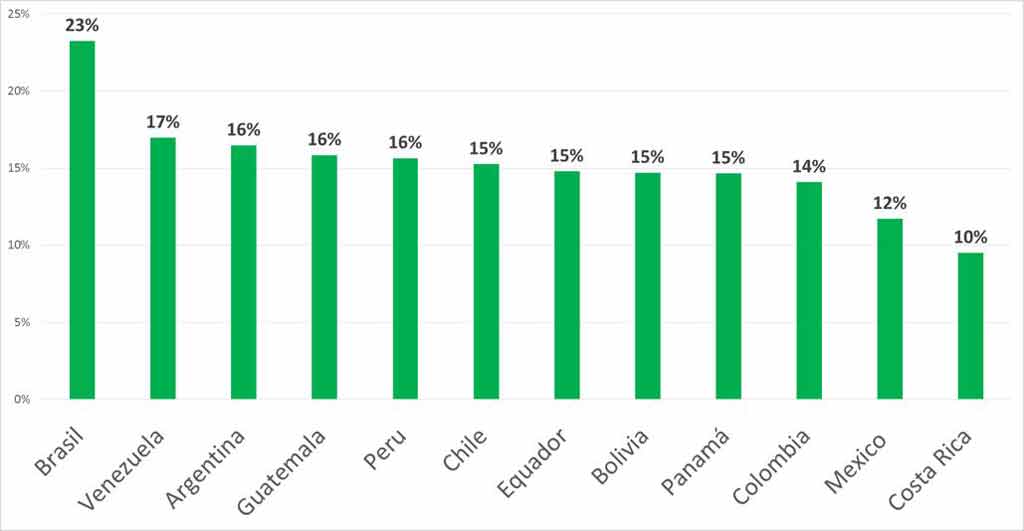 25%
20%
15%
10%
5%
0%
23%
17%
16%
16%
16%
15%
15%
15%
15%
14%
12%
10%
Brasil
Venezuela
Argentina
Guatemala
Peru
Chile
Equador
Bolivia
Panamá
Colombia
Mexico
Costa Rica